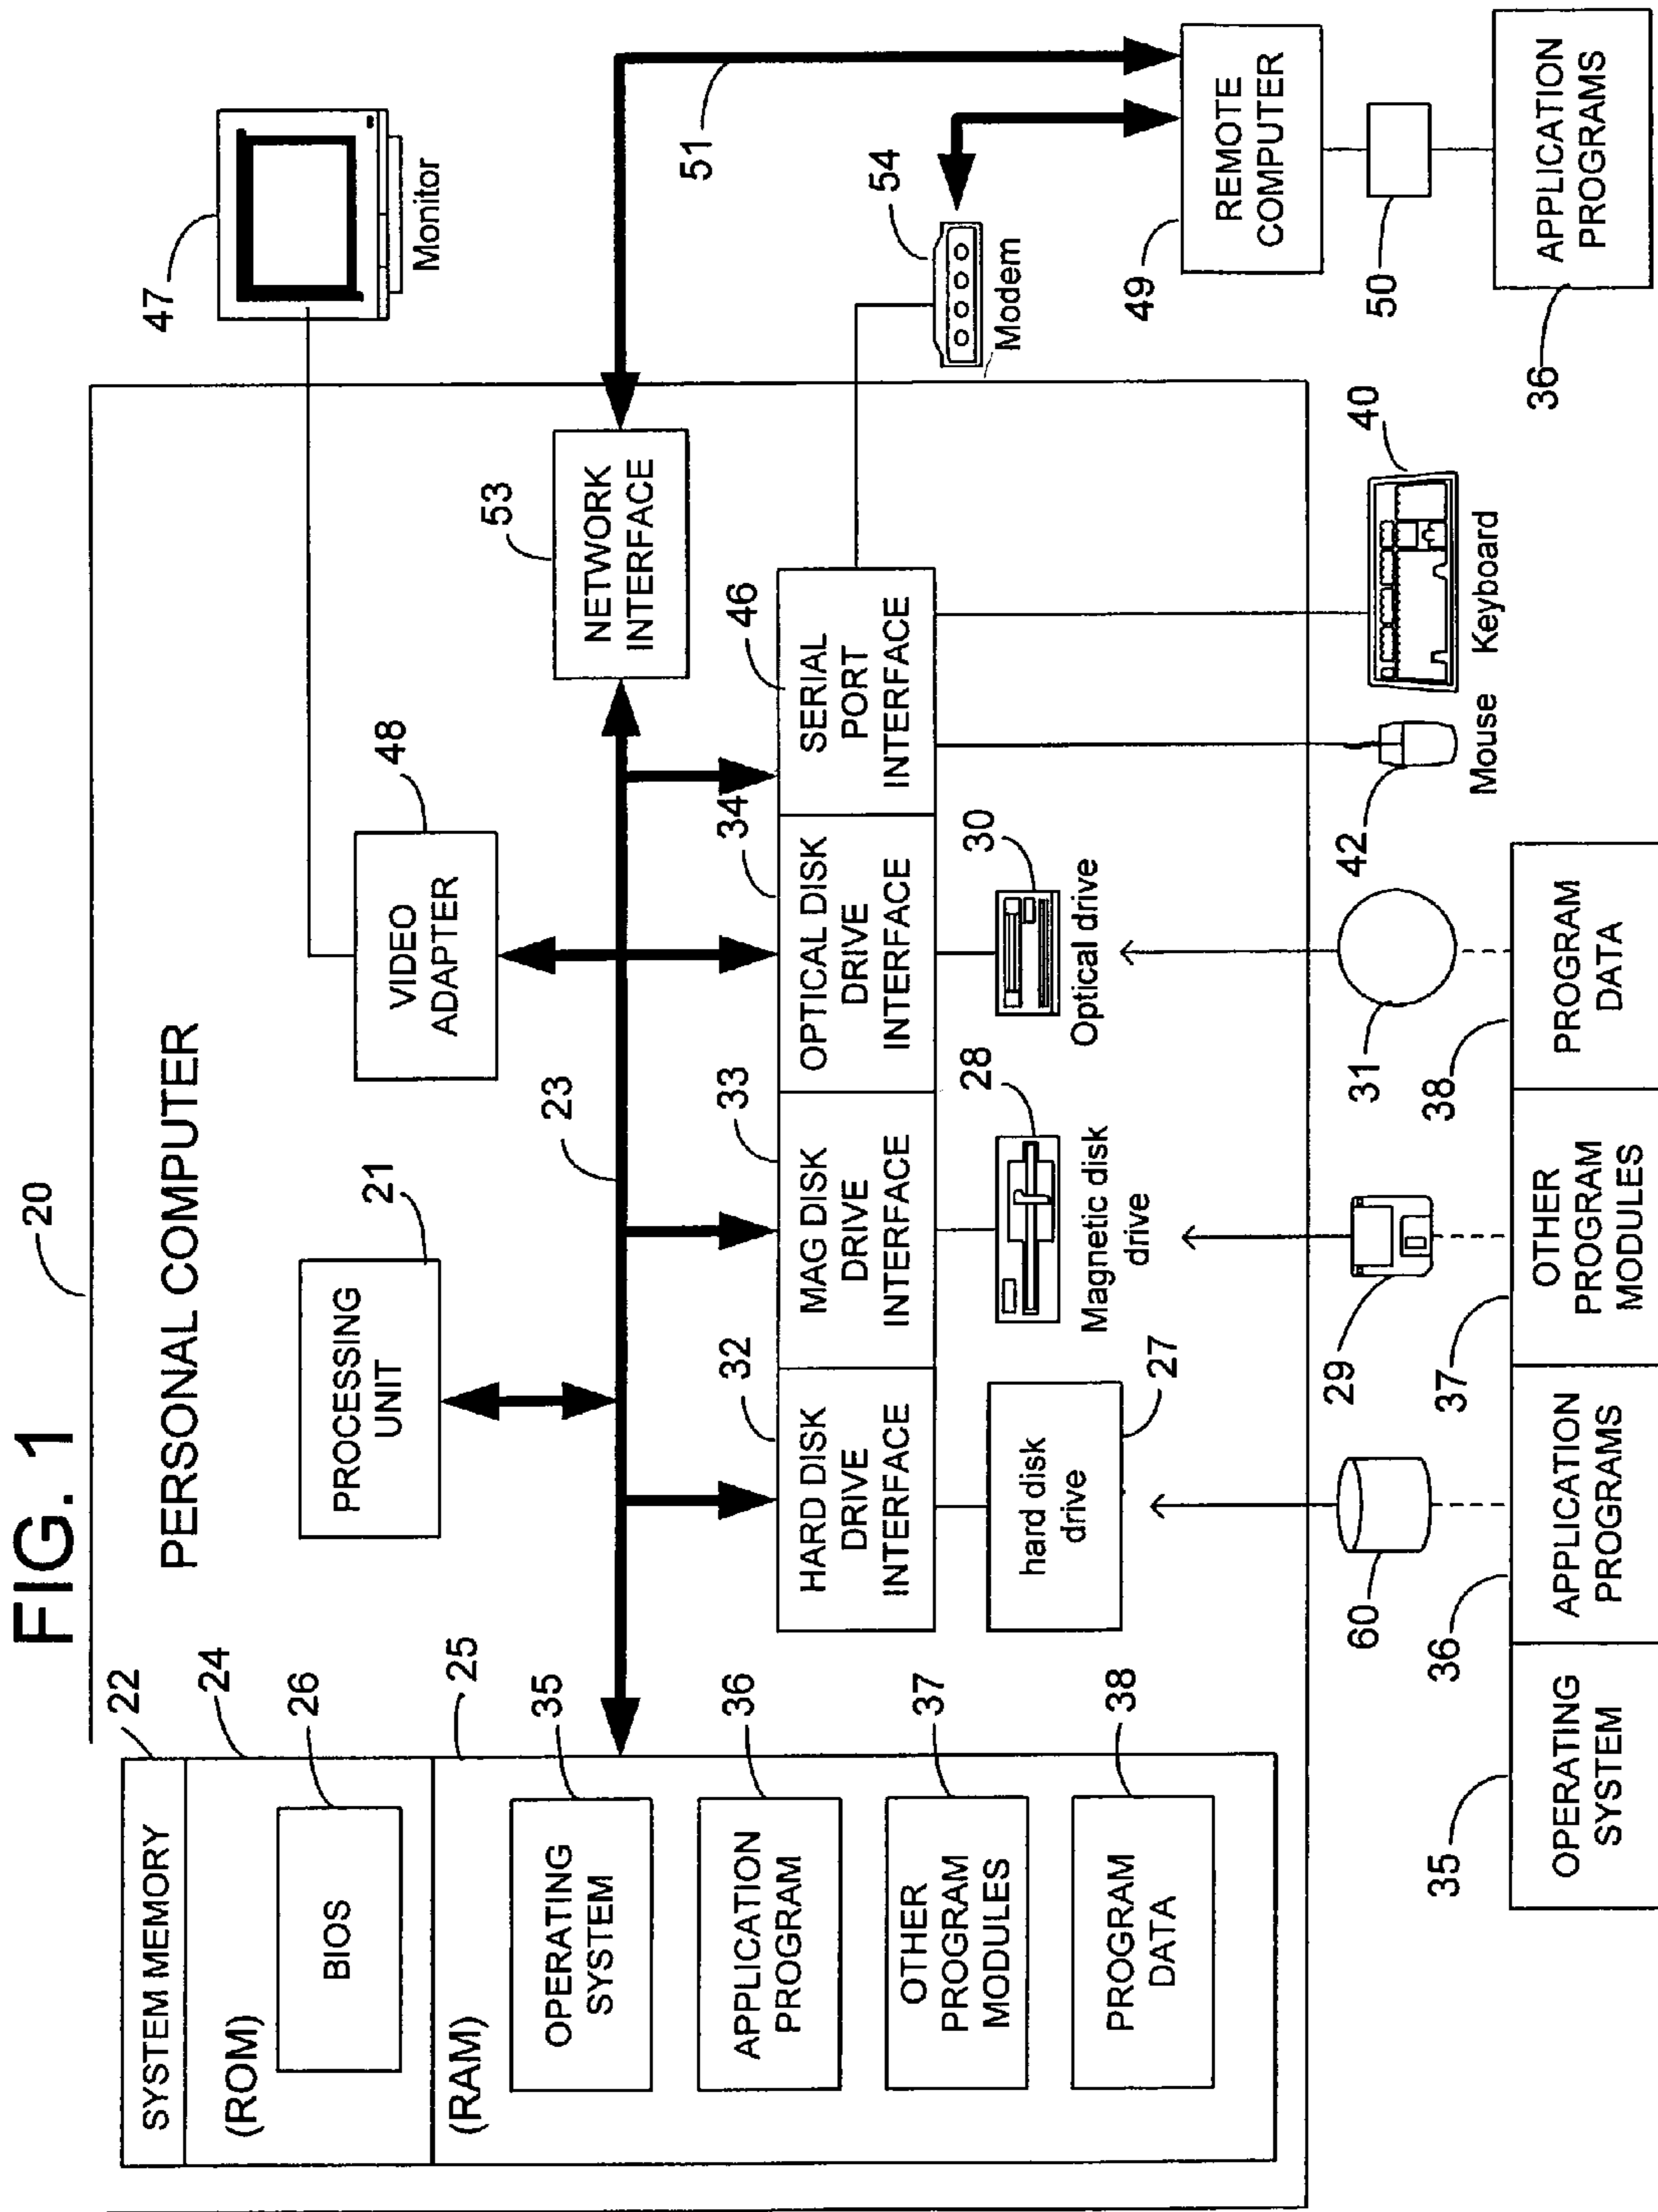 FIG. 1
20
PERSONAL COMPUTER
22
SYSTEM MEMORY
24
(ROM)
26
BIOS
25
(RAM)
35
OPERATING
SYSTEM
36
APPLICATION
PROGRAM
37
OTHER
PROGRAM
MODULES
38
PROGRAM
DATA
21
PROCESSING
UNIT
23
48
VIDEO
ADAPTER
47
Monitor
53
NETWORK
INTERFACE
51
32
HARD DISK
DRIVE
INTERFACE
33
MAG DISK
DRIVE
INTERFACE
34
OPTICAL DISK
DRIVE
INTERFACE
46
SERIAL
PORT
INTERFACE
54
Modem
27
hard disk
drive
28
Magnetic disk
drive
30
Optical drive
49
REMOTE
COMPUTER
60
29
31
42
Mouse
40
Keyboard
50
35
OPERATING
SYSTEM
36
APPLICATION
PROGRAMS
37
OTHER
PROGRAM
MODULES
38
PROGRAM
DATA
36
APPLICATION
PROGRAMS